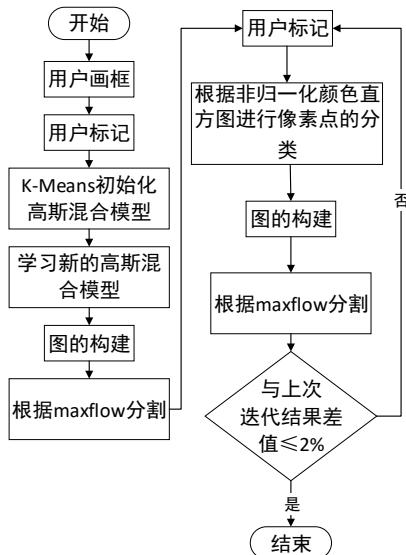 开始
用户画框
用户标记
K-Means初始化
高斯混合模型
学习新的高斯混
合模型
图的构建
根据maxflow分割
用户标记
根据非归一化颜色直
方图进行像素点的分
类
图的构建
根据maxflow分割
与上次
迭代结果差
值≤2%
否
是
结束